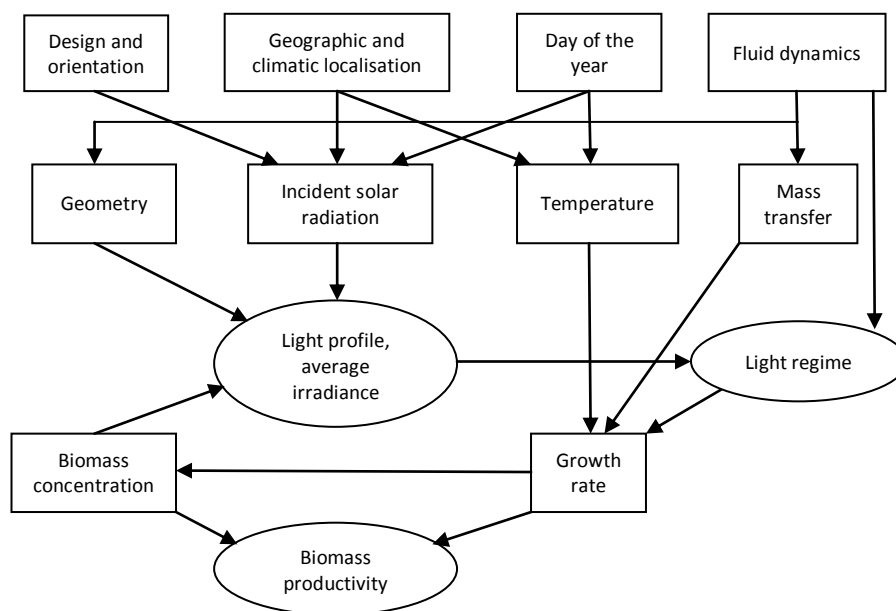 Design and
orientation
Geographic and
climatic localisation
Day of the
year
Fluid dynamics
Geometry
Incident solar
radiation
Temperature
Mass
transfer
Light profile,
average
irradiance
Light regime
Biomass
concentration
Growth
rate
Biomass
productivity